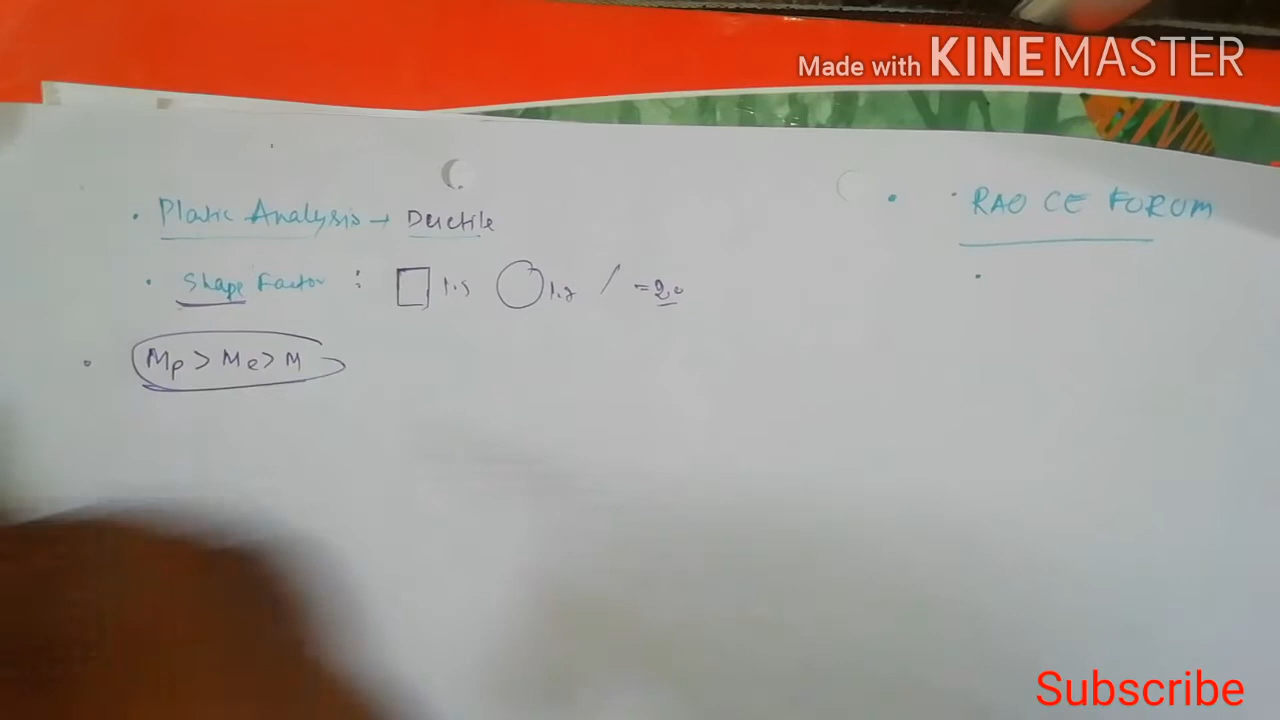 Made with KINEMASTER
• Plastic Analysis → Ductile
• RAO CE FORUM
• Shape Factor : 1.5 1.7 / = 2.0
• Mp > Me > M
Subscribe